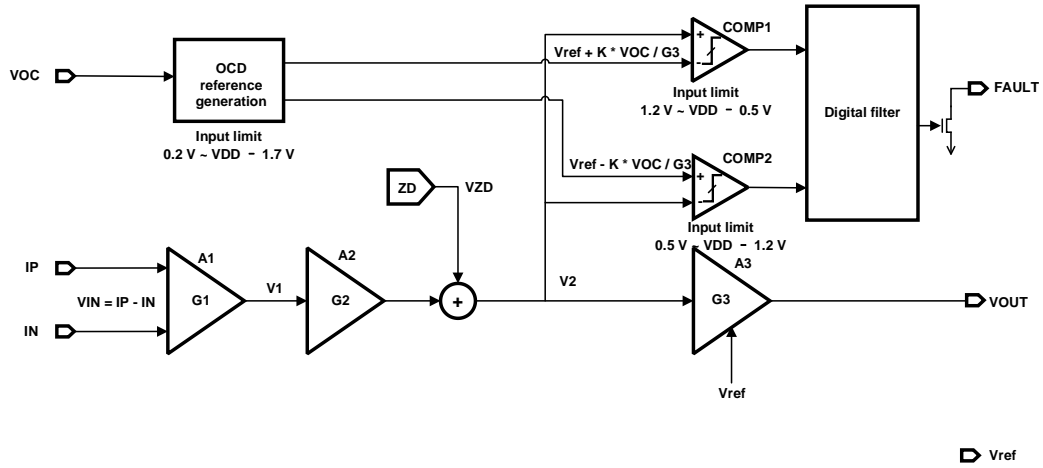 COMP1
VOC
OCD
reference
generation
Vref + K * VOC / G3
+
-
Input limit
0.2 V ~ VDD - 1.7 V
Input limit
1.2 V ~ VDD - 0.5 V
Digital filter
FAULT
COMP2
Vref - K * VOC / G3
+
-
ZD
VZD
Input limit
0.5 V ~ VDD - 1.2 V
IP
A1
A2
A3
VIN = IP - IN
G1
V1
G2
+
V2
G3
VOUT
IN
Vref
Vref